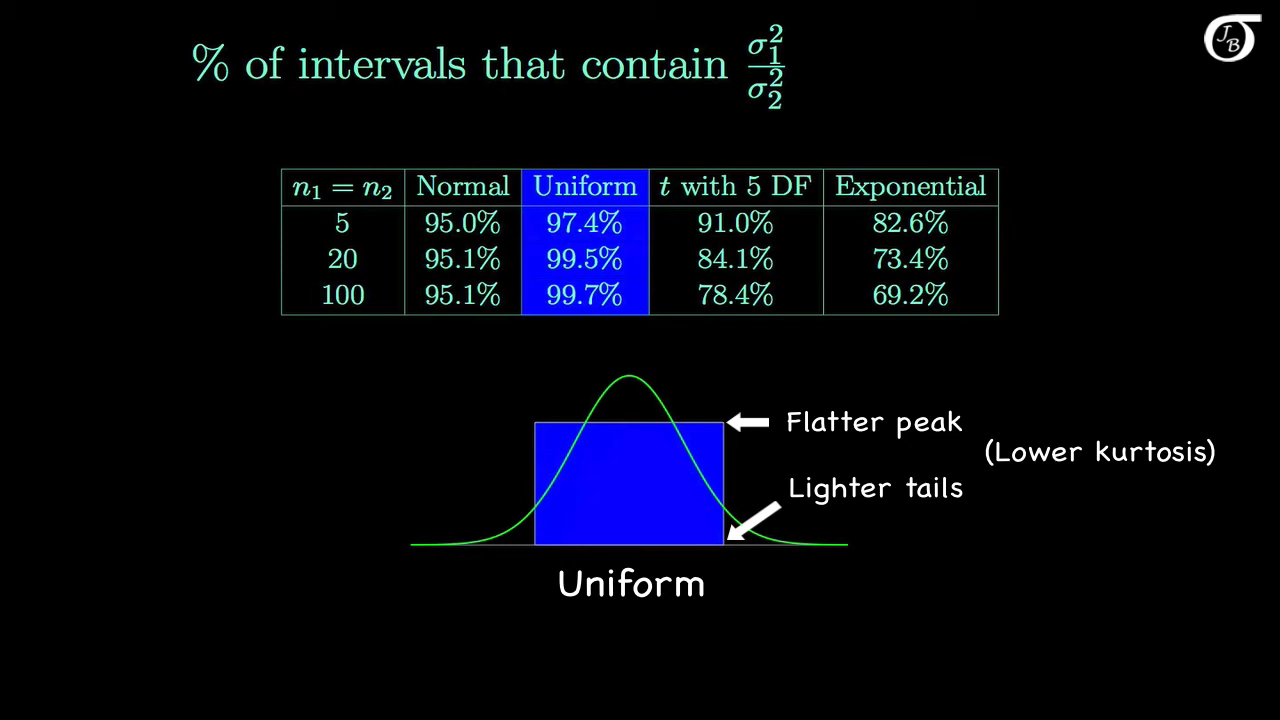 % of intervals that contain σ₁²/σ₂²
JB
n₁ = n₂ Normal Uniform t with 5 DF Exponential
5 95.0% 97.4% 91.0% 82.6%
20 95.1% 99.5% 84.1% 73.4%
100 95.1% 99.7% 78.4% 69.2%
Flatter peak
(Lower kurtosis)
Lighter tails
Uniform